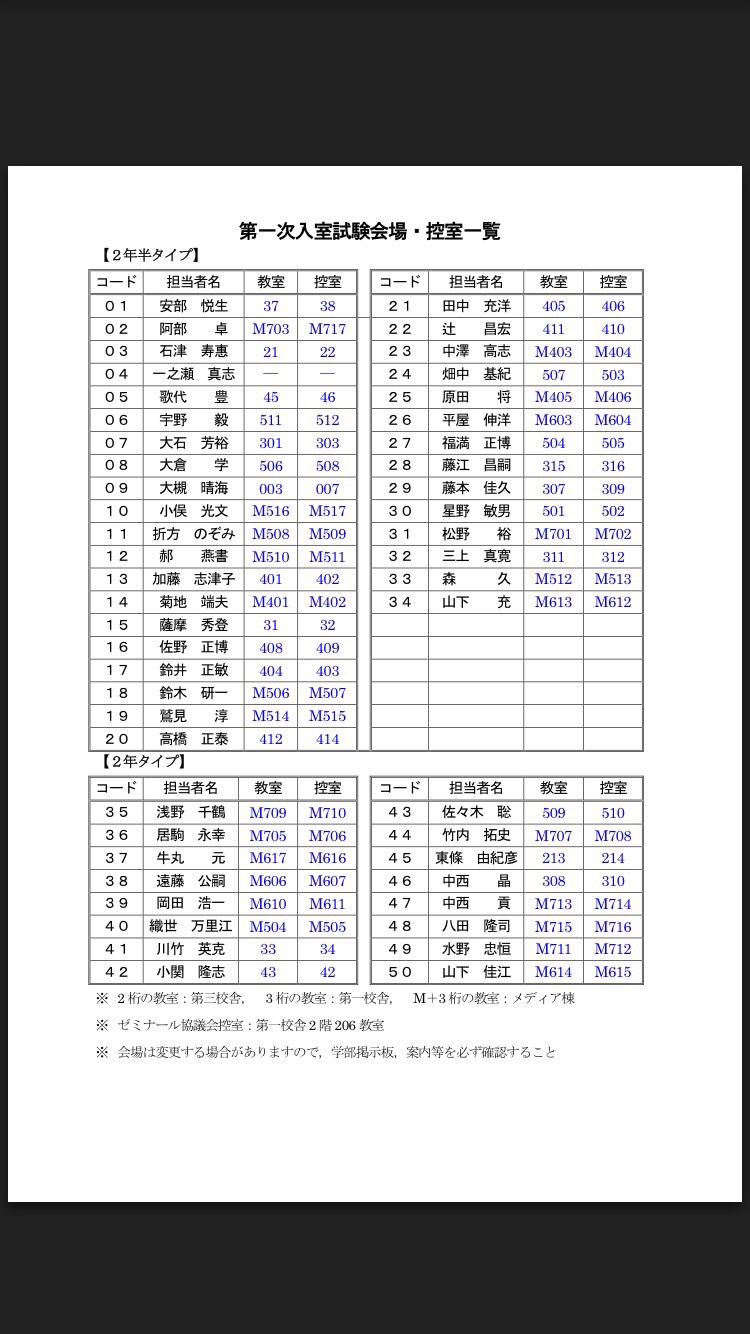 第一次入室試験会場・控室一覧
【２年半タイプ】
コード 担当者名 教室 控室
０１ 安部　悦生 37 38
０２ 阿部　　卓 M703 M717
０３ 石津　寿惠 21 22
０４ 一之瀬　真志 — —
０５ 歌代　　豊 45 46
０６ 宇野　　毅 511 512
０７ 大石　芳裕 301 303
０８ 大倉　　学 506 508
０９ 大槻　晴海 003 007
１０ 小俣　光文 M516 M517
１１ 折方　のぞみ M508 M509
１２ 郝　　燕書 M510 M511
１３ 加藤　志津子 401 402
１４ 菊地　端夫 M401 M402
１５ 薩摩　秀登 31 32
１６ 佐野　正博 408 409
１７ 鈴井　正敏 404 403
１８ 鈴木　研一 M506 M507
１９ 鷲見　　淳 M514 M515
２０ 高橋　正泰 412 414
コード 担当者名 教室 控室
２１ 田中　充洋 405 406
２２ 辻　　昌宏 411 410
２３ 中澤　高志 M403 M404
２４ 畑中　基紀 507 503
２５ 原田　　将 M405 M406
２６ 平屋　伸洋 M603 M604
２７ 福満　正博 504 505
２８ 藤江　昌嗣 315 316
２９ 藤本　佳久 307 309
３０ 星野　敏男 501 502
３１ 松野　　裕 M701 M702
３２ 三上　真寛 311 312
３３ 森　　　久 M512 M513
３４ 山下　　充 M613 M612
【２年タイプ】
コード 担当者名 教室 控室
３５ 浅野　千鶴 M709 M710
３６ 居駒　永幸 M705 M706
３７ 牛丸　　元 M617 M616
３８ 遠藤　公嗣 M606 M607
３９ 岡田　浩一 M610 M611
４０ 織世　万里江 M504 M505
４１ 川竹　英克 33 34
４２ 小関　隆志 43 42
コード 担当者名 教室 控室
４３ 佐々木　聡 509 510
４４ 竹内　拓史 M707 M708
４５ 東條　由紀彦 213 214
４６ 中西　　晶 308 310
４７ 中西　　貢 M713 M714
４８ 八田　隆司 M715 M716
４９ 水野　忠恒 M711 M712
５０ 山下　佳江 M614 M615
※ 2 桁の教室：第三校舎,　3 桁の教室：第一校舎,　M＋3 桁の教室：メディア棟
※ ゼミナール協議会控室：第一校舎 2 階 206 教室
※ 会場は変更する場合がありますので, 学部掲示板, 案内等を必ず確認すること